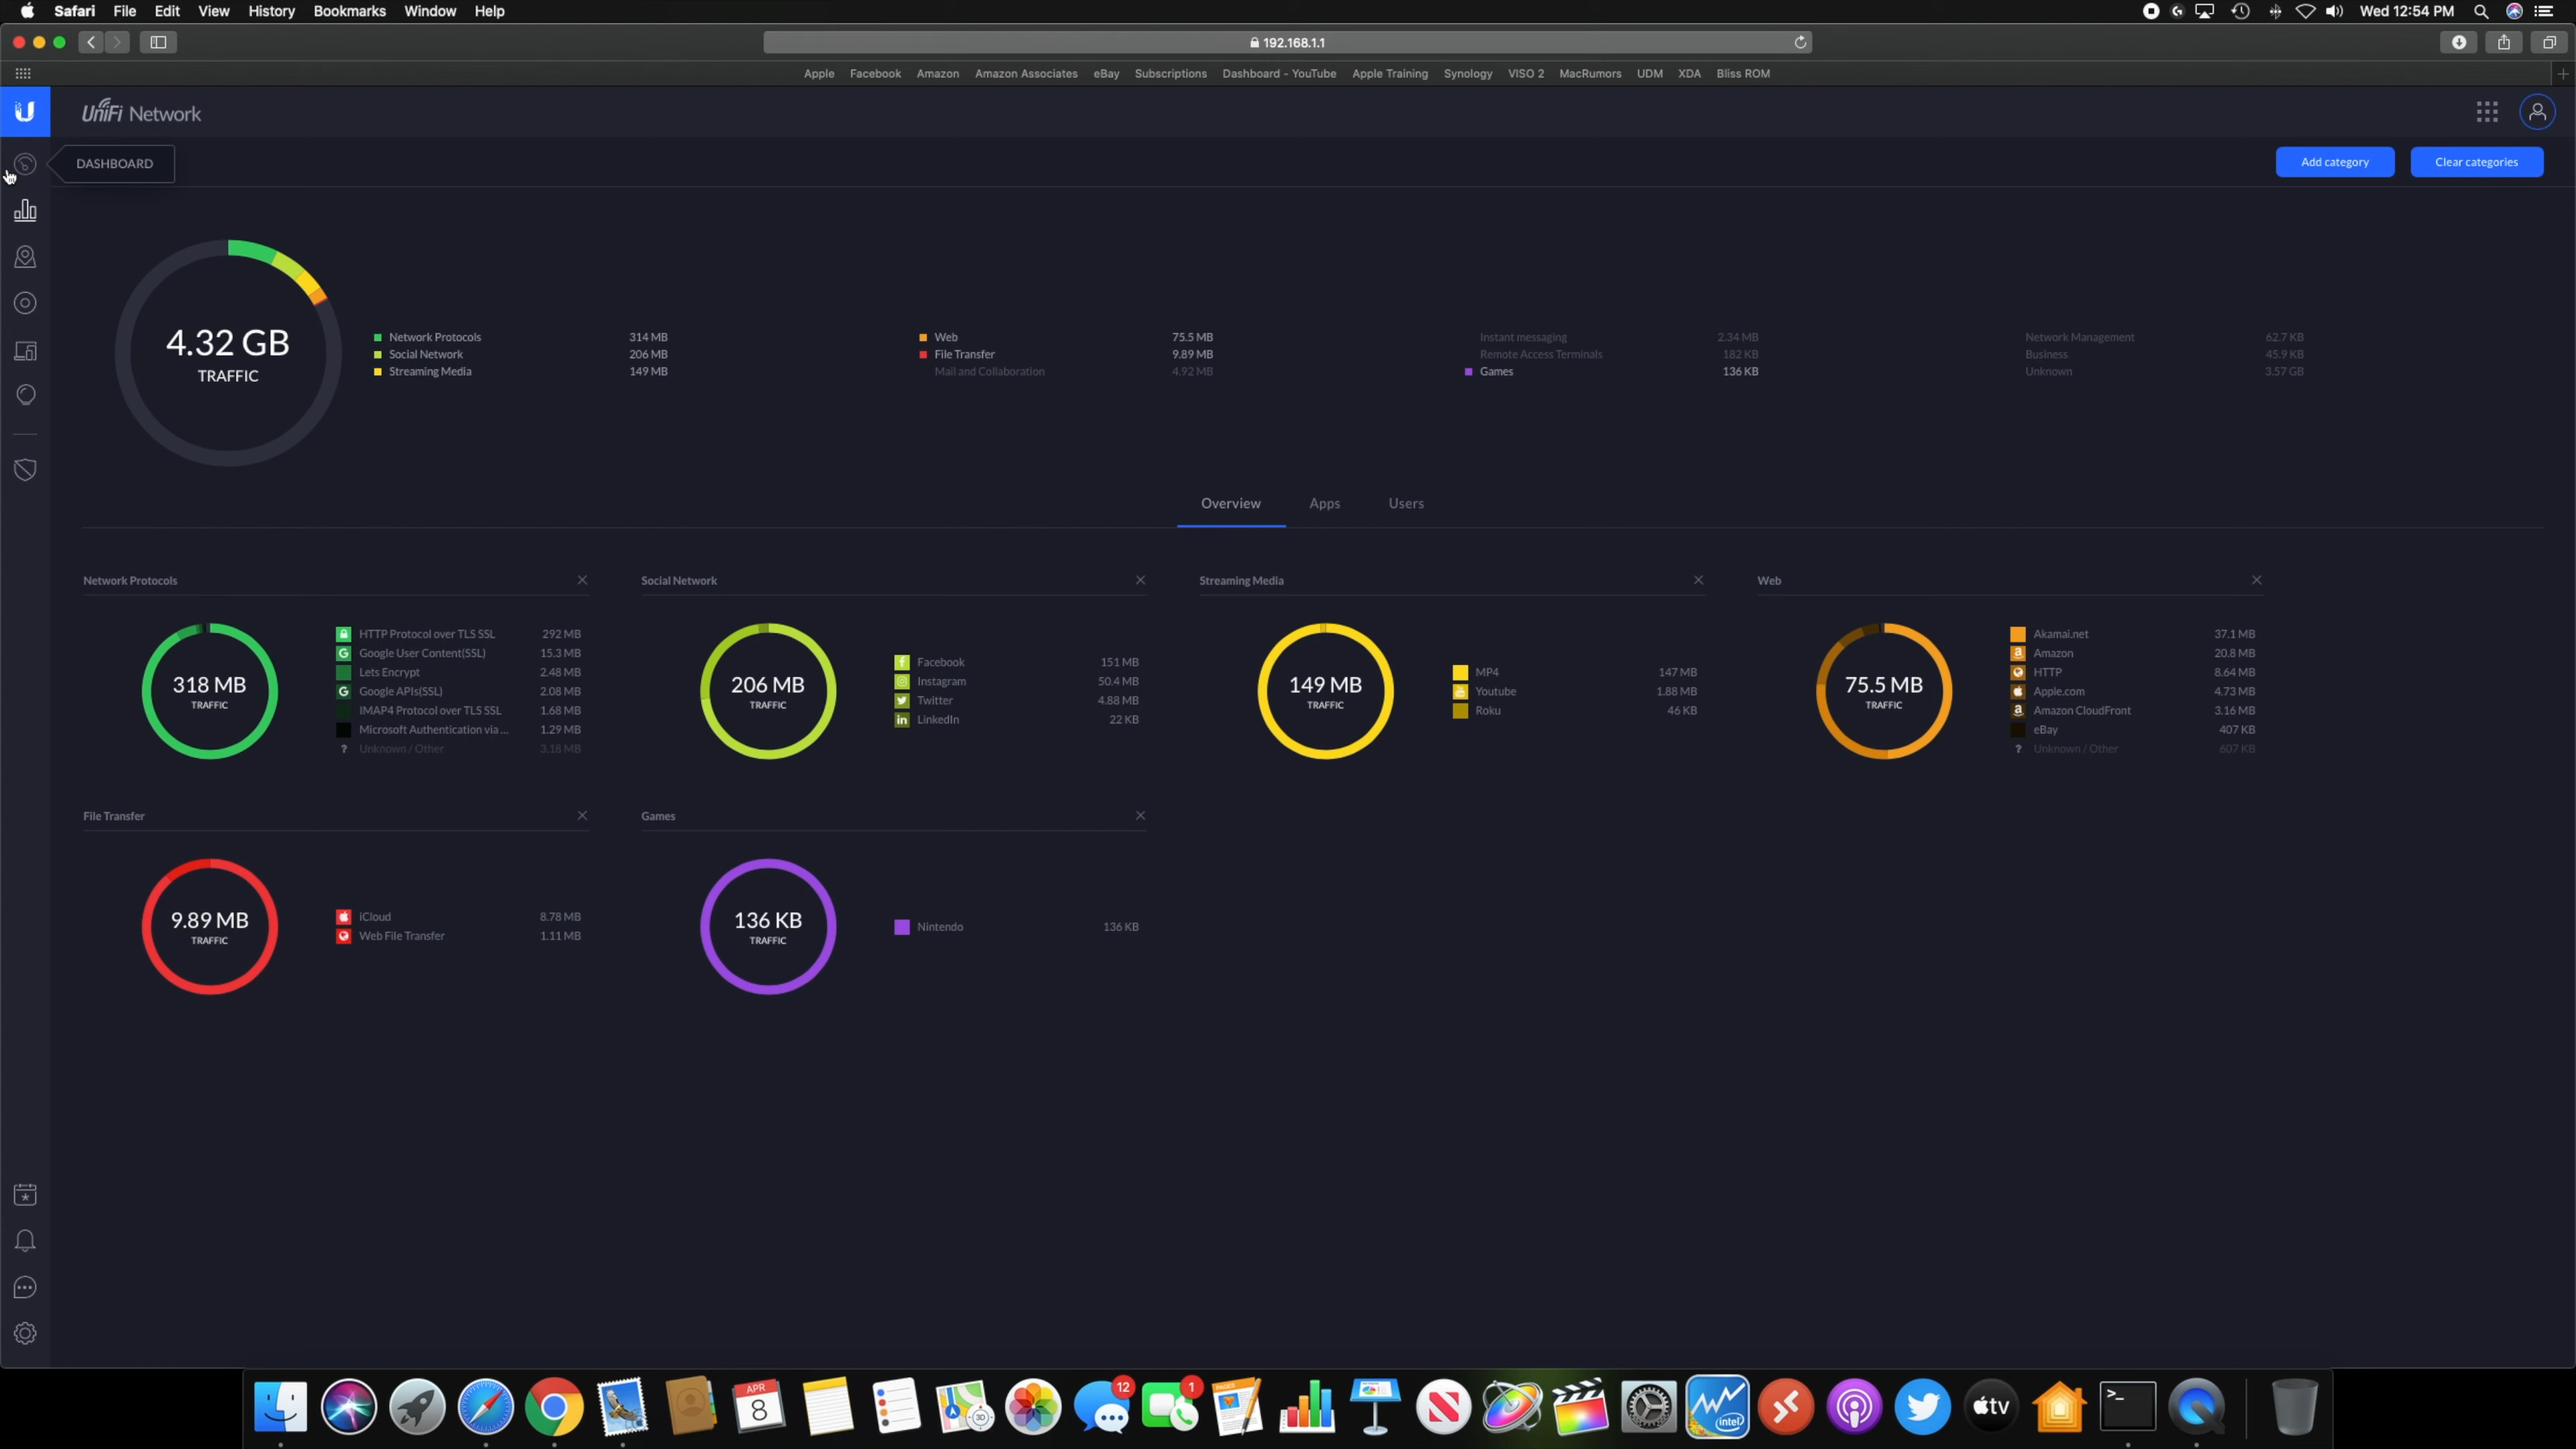 Safari File Edit View History Bookmarks Window Help Wed 12:54 PM
192.168.1.1
Apple Facebook Amazon Amazon Associates eBay Subscriptions Dashboard - YouTube Apple Training Synology VISO 2 MacRumors UDM XDA Bliss ROM
UniFi Network
DASHBOARD
Add category Clear categories
4.32 GB
TRAFFIC
Network Protocols 314 MB
Social Network 206 MB
Streaming Media 149 MB
Web 75.5 MB
File Transfer 9.89 MB
Mail and Collaboration 4.92 MB
Instant messaging 2.34 MB
Remote Access Terminals 182 KB
Games 136 KB
Network Management 62.7 KB
Business 45.9 KB
Unknown 3.57 GB
Overview Apps Users
Network Protocols
318 MB
TRAFFIC
HTTP Protocol over TLS SSL 292 MB
Google User Content(SSL) 15.3 MB
Lets Encrypt 2.48 MB
Google APIs(SSL) 2.08 MB
IMAP4 Protocol over TLS SSL 1.68 MB
Microsoft Authentication via ... 1.29 MB
? Unknown / Other 3.18 MB
Social Network
206 MB
TRAFFIC
Facebook 151 MB
Instagram 50.4 MB
Twitter 4.88 MB
LinkedIn 22 KB
Streaming Media
149 MB
TRAFFIC
MP4 147 MB
Youtube 1.88 MB
Roku 46 KB
Web
75.5 MB
TRAFFIC
Akamai.net 37.1 MB
Amazon 20.8 MB
HTTP 8.64 MB
Apple.com 4.73 MB
Amazon CloudFront 3.16 MB
eBay 407 KB
? Unknown / Other 607 KB
File Transfer
9.89 MB
TRAFFIC
iCloud 8.78 MB
Web File Transfer 1.11 MB
Games
136 KB
TRAFFIC
Nintendo 136 KB
APR
8
3D
12
1
PAGES
intel
tv
>_